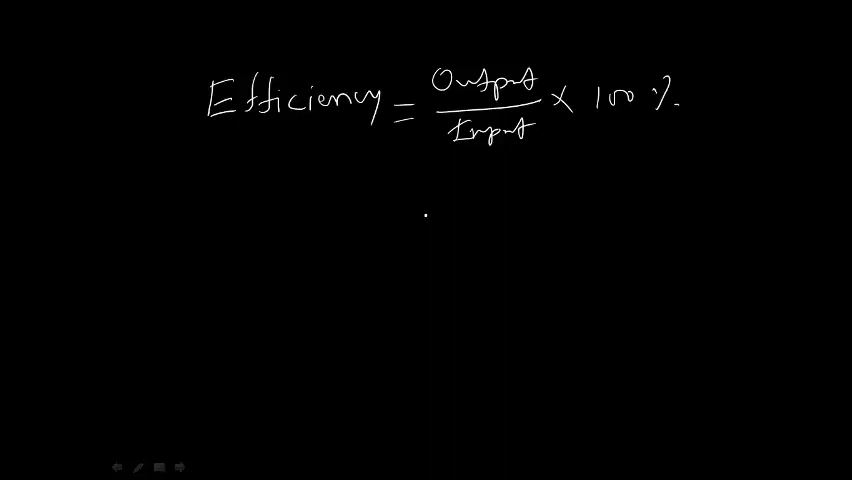 Efficiency = Output / Input × 100 %